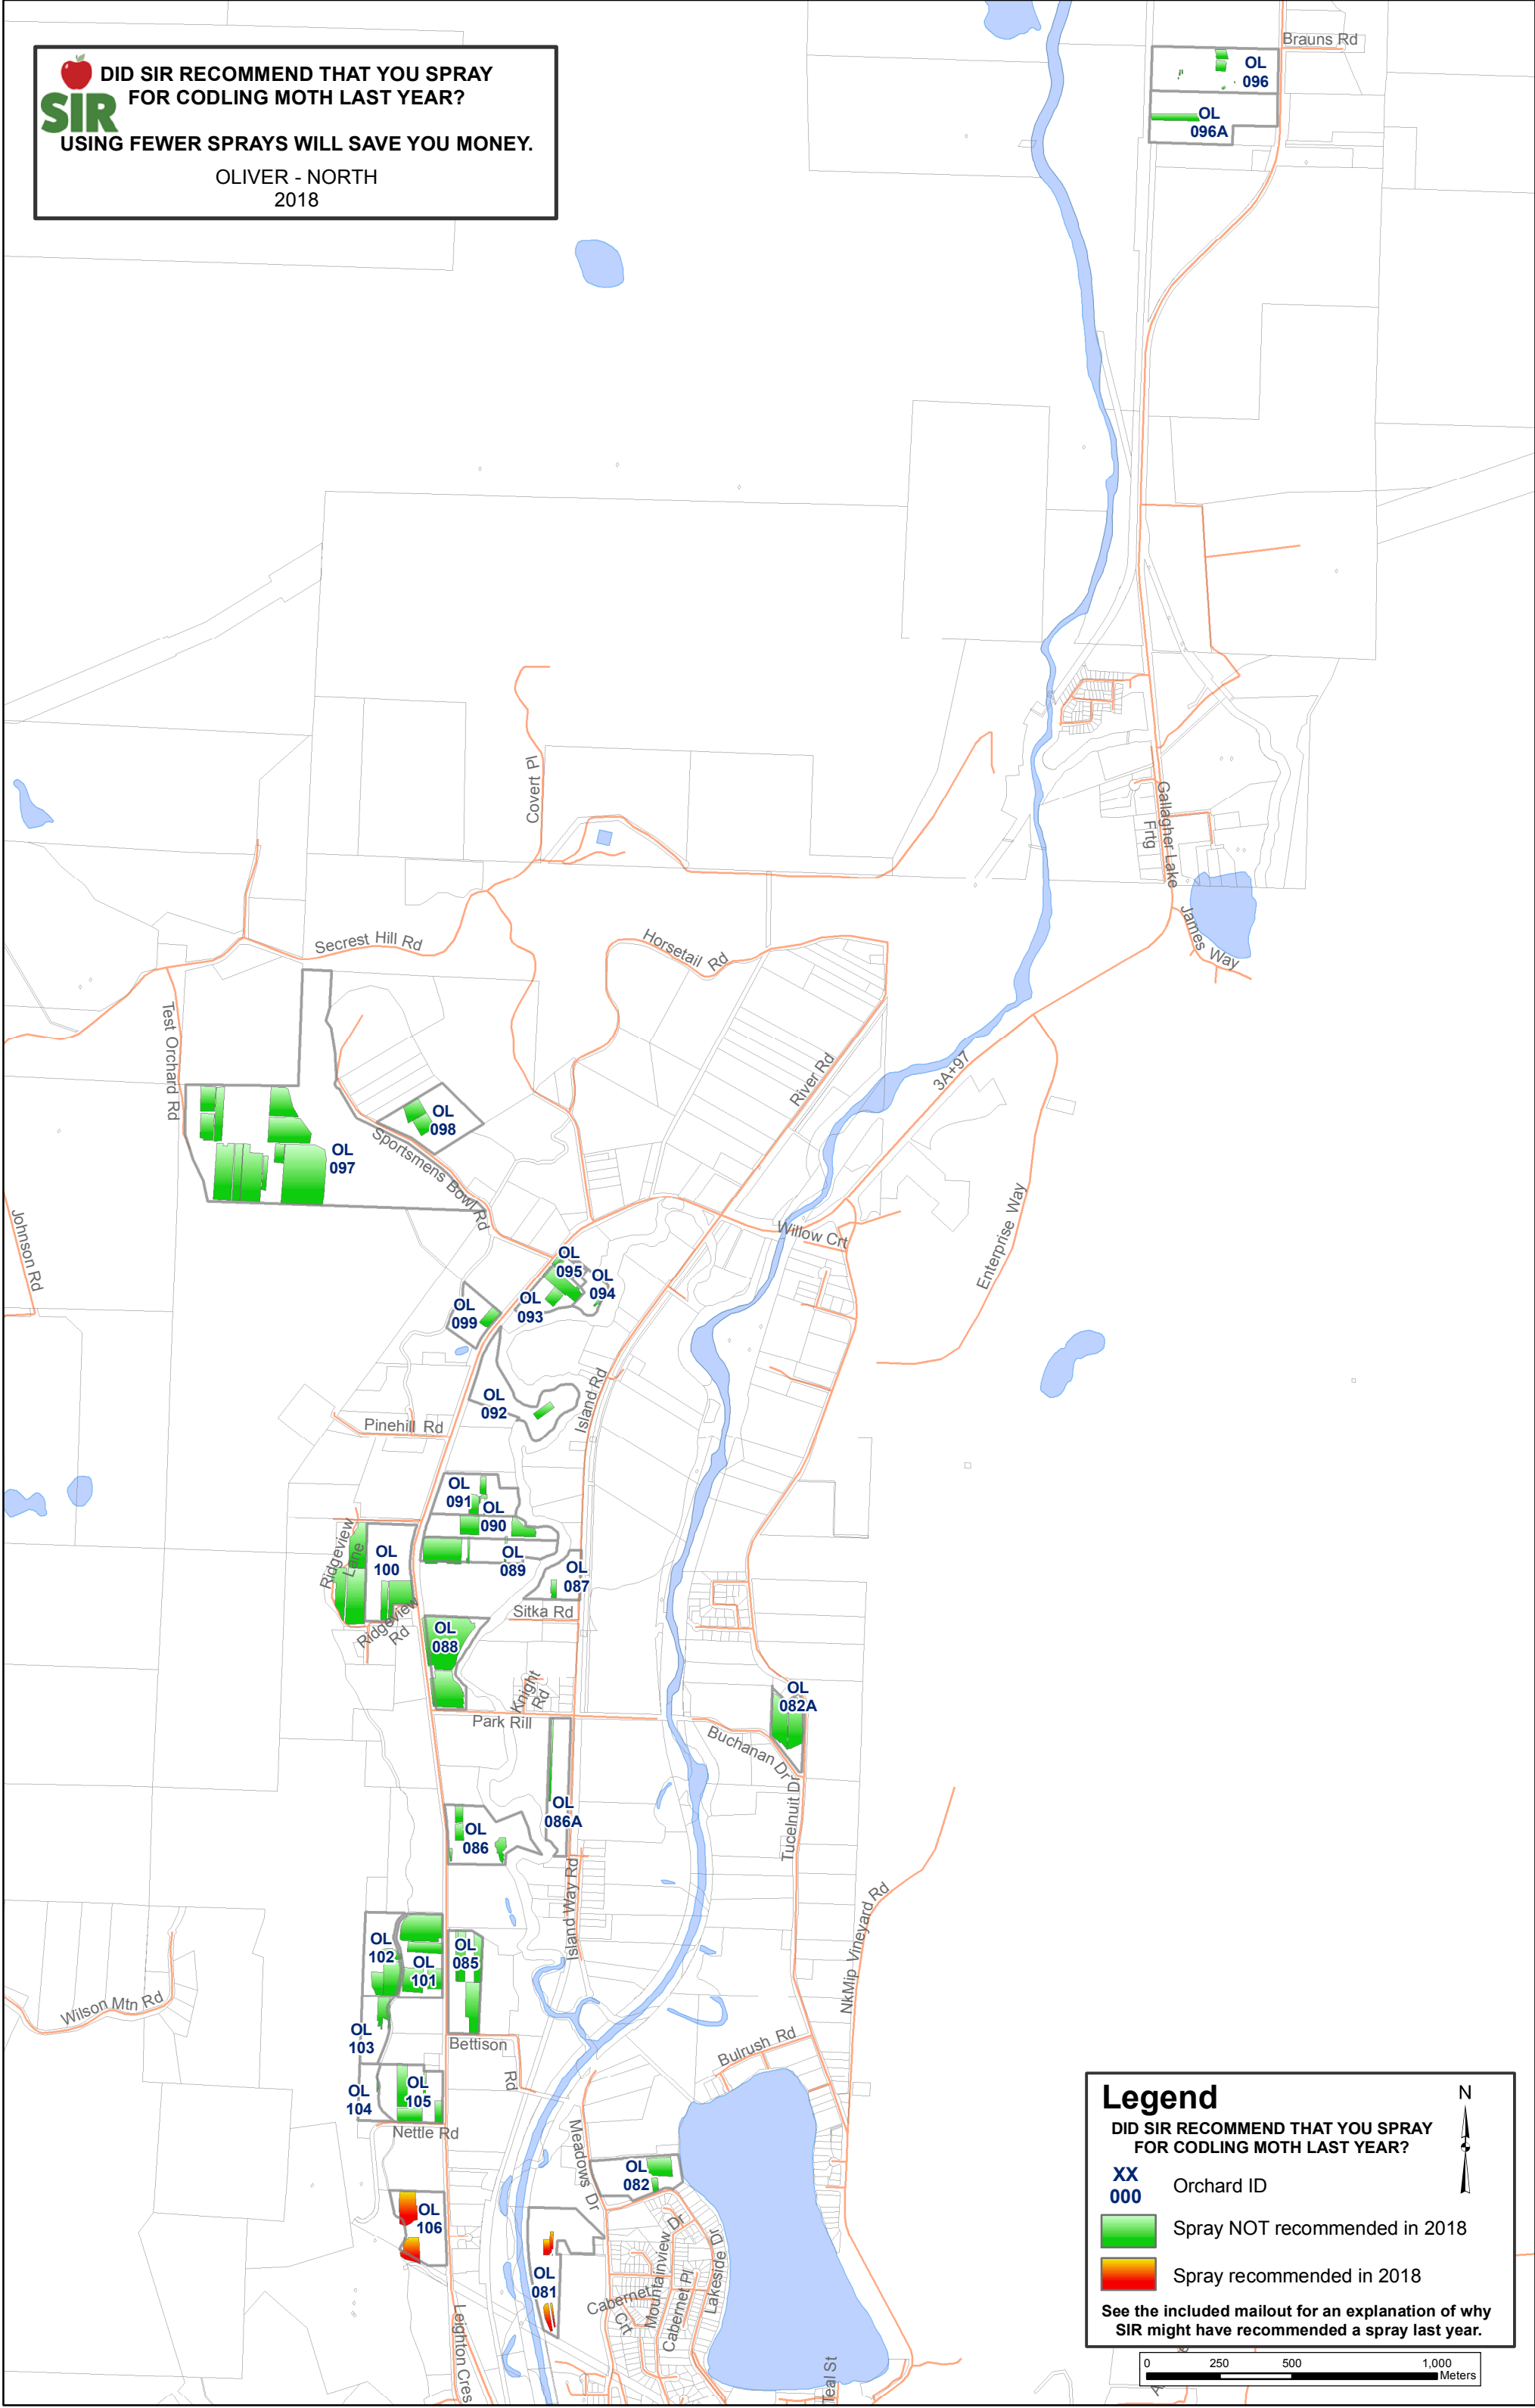 DID SIR RECOMMEND THAT YOU SPRAY
FOR CODLING MOTH LAST YEAR?
SIR
USING FEWER SPRAYS WILL SAVE YOU MONEY.
OLIVER - NORTH
2018
Brauns Rd
OL
096
OL
096A
Covert Pl
Gallagher Lake
Frtg
James Way
Secrest Hill Rd
Horsetail Rd
Test Orchard Rd
River Rd
3A+97
OL
098
OL
097
Sportsmens Bowl Rd
Johnson Rd
Willow Crt
Enterprise Way
OL
095
OL
094
OL
093
OL
099
OL
092
Island Rd
Pinehill Rd
OL
091
OL
090
OL
089
OL
087
Ridgeview
Lane
OL
100
Ridgeview
Rd
Sitka Rd
OL
088
Knight
Rd
Park Rill
OL
082A
Buchanan Dr
Tucelnuit Dr
OL
086A
OL
086
Island Way Rd
NkMip Vineyard Rd
OL
102
OL
101
OL
085
Wilson Mtn Rd
OL
103
Bettison
Rd
Bulrush Rd
OL
104
OL
105
Nettle Rd
Meadows Dr
OL
082
OL
106
OL
081
Mountainview Dr
Lakeside Dr
Cabernet
Crt
Cabernet Pl
Leighton Cres
Teal St
Legend
N
DID SIR RECOMMEND THAT YOU SPRAY
FOR CODLING MOTH LAST YEAR?
XX
000
Orchard ID
Spray NOT recommended in 2018
Spray recommended in 2018
See the included mailout for an explanation of why
SIR might have recommended a spray last year.
0 250 500 1,000
Meters